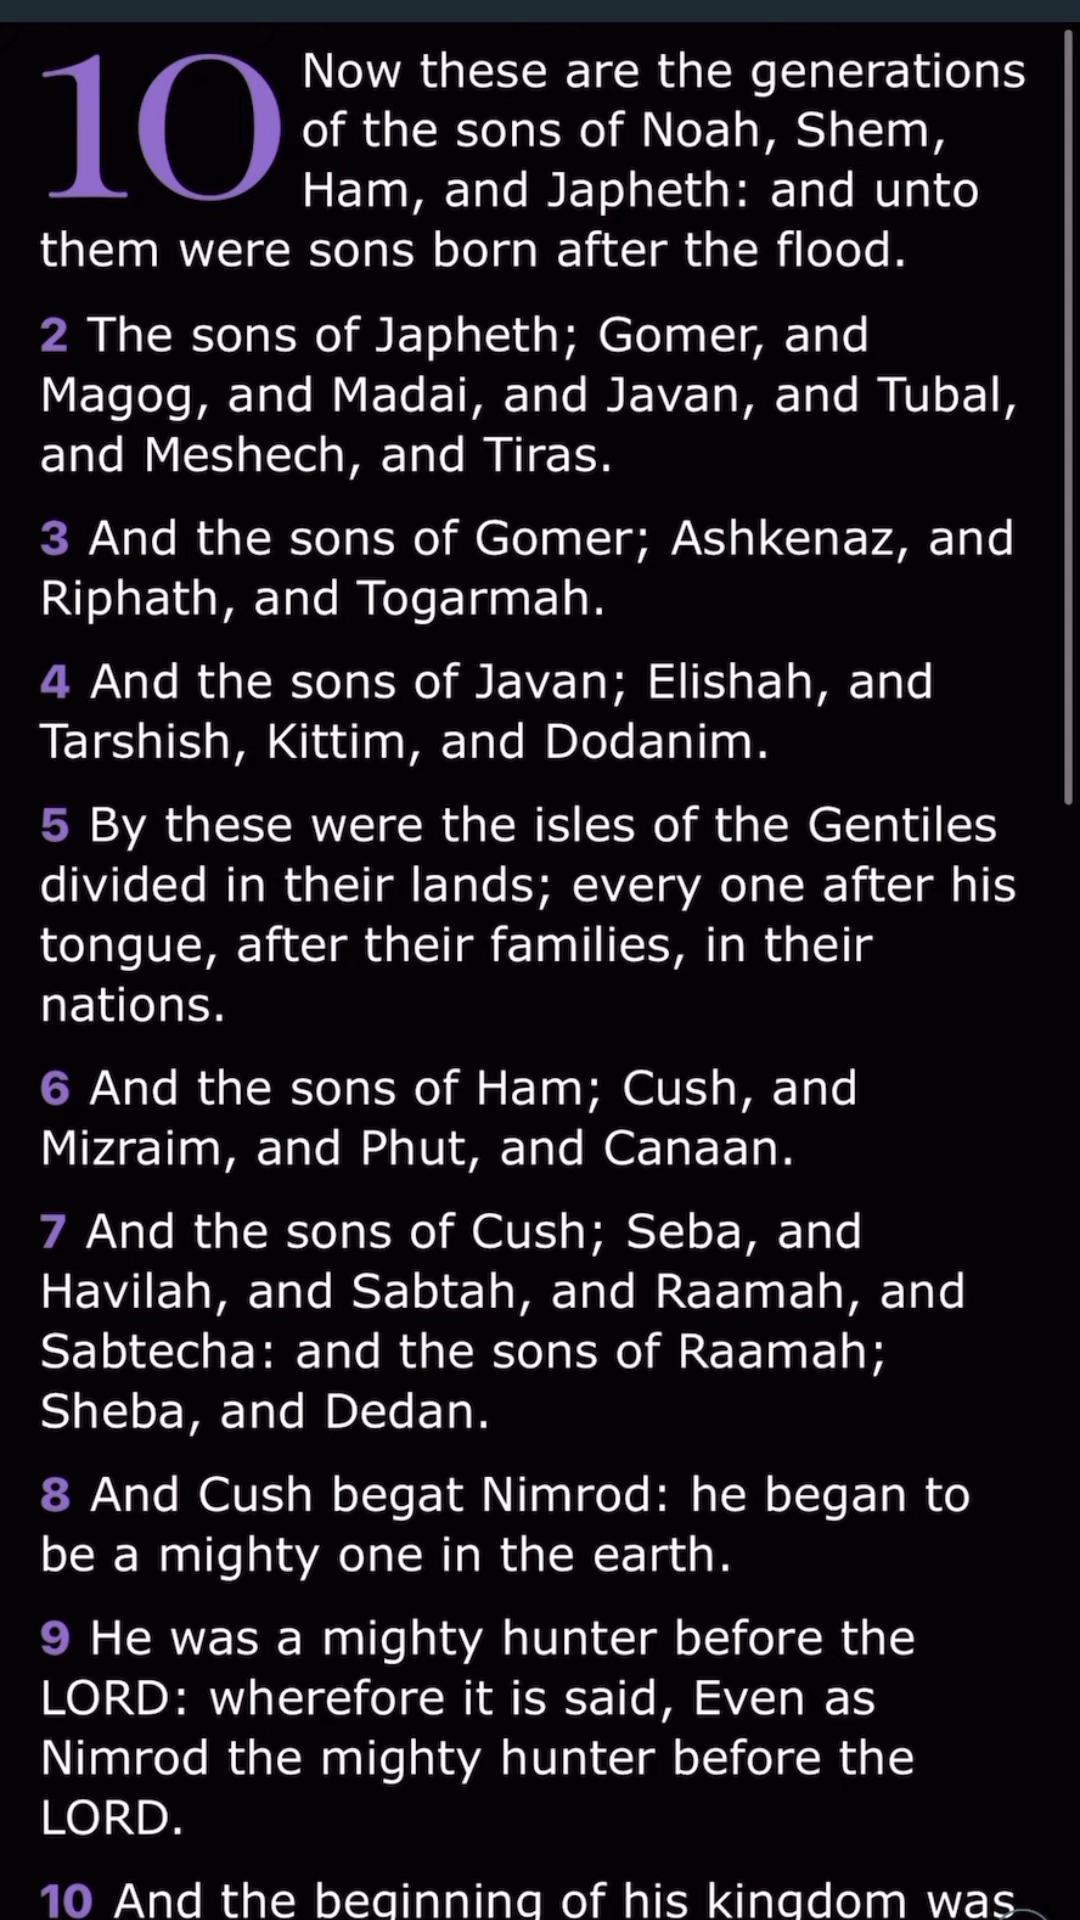 10 Now these are the generations
of the sons of Noah, Shem,
Ham, and Japheth: and unto
them were sons born after the flood.
2 The sons of Japheth; Gomer, and
Magog, and Madai, and Javan, and Tubal,
and Meshech, and Tiras.
3 And the sons of Gomer; Ashkenaz, and
Riphath, and Togarmah.
4 And the sons of Javan; Elishah, and
Tarshish, Kittim, and Dodanim.
5 By these were the isles of the Gentiles
divided in their lands; every one after his
tongue, after their families, in their
nations.
6 And the sons of Ham; Cush, and
Mizraim, and Phut, and Canaan.
7 And the sons of Cush; Seba, and
Havilah, and Sabtah, and Raamah, and
Sabtecha: and the sons of Raamah;
Sheba, and Dedan.
8 And Cush begat Nimrod: he began to
be a mighty one in the earth.
9 He was a mighty hunter before the
LORD: wherefore it is said, Even as
Nimrod the mighty hunter before the
LORD.
10 And the beginning of his kingdom was